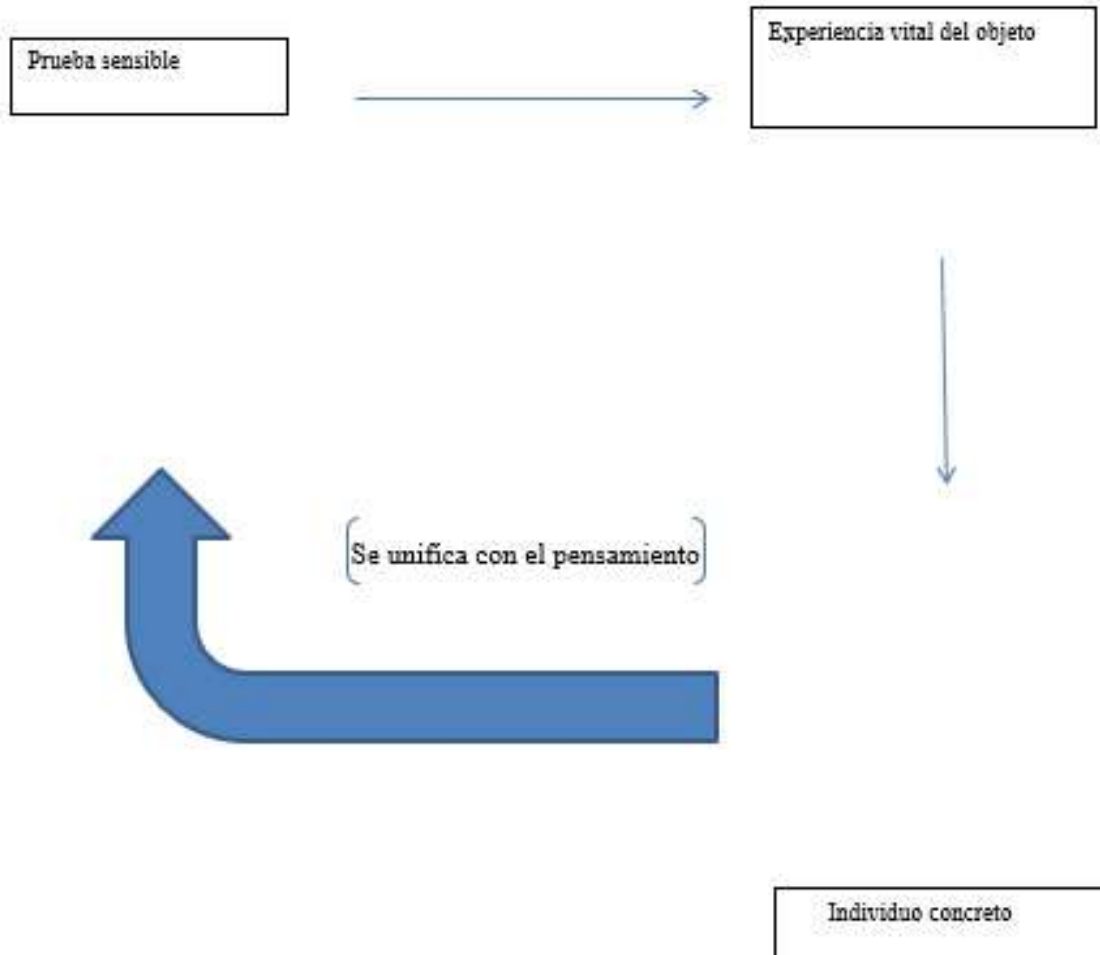 Prueba sensible
Experiencia vital del objeto
Se unifica con el pensamiento
Individuo concreto